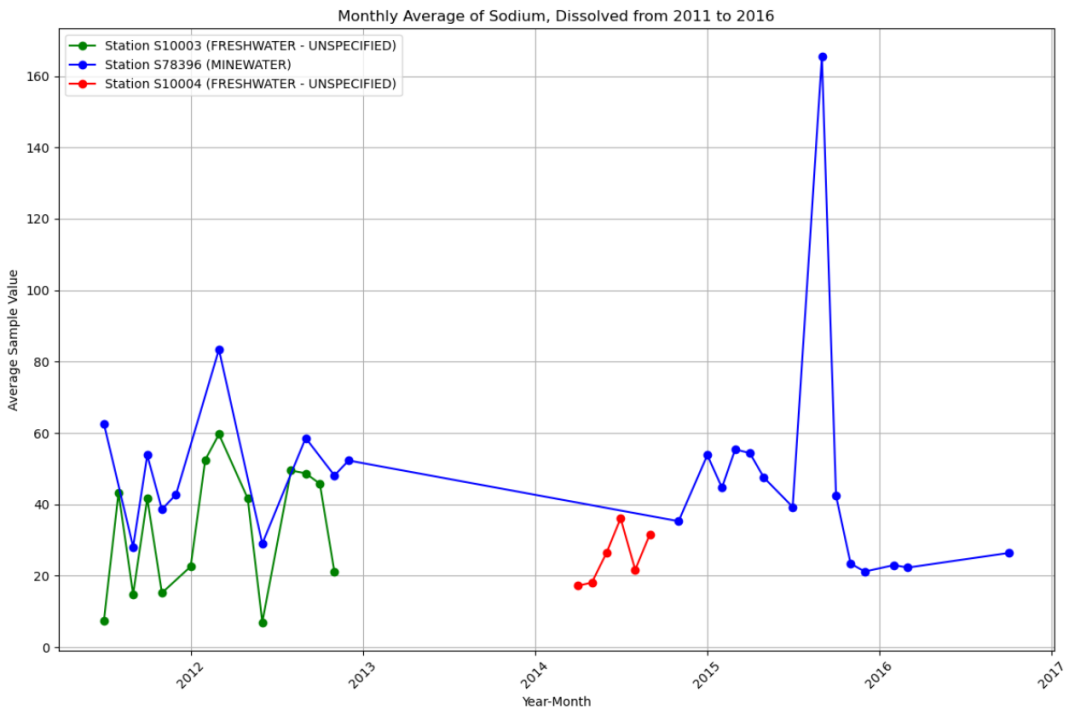 Monthly Average of Sodium, Dissolved from 2011 to 2016
Station S10003 (FRESHWATER - UNSPECIFIED)
Station S78396 (MINEWATER)
Station S10004 (FRESHWATER - UNSPECIFIED)
Average Sample Value
160
140
120
100
80
60
40
20
0
2012
2013
2014
2015
2016
2017
Year-Month